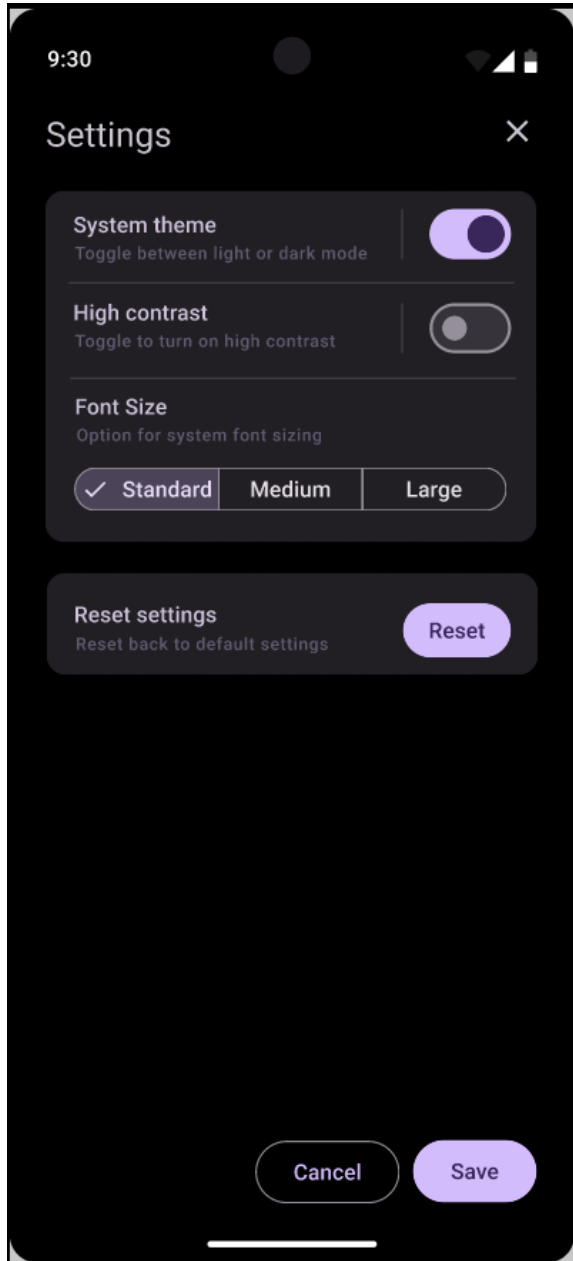 9:30
Settings
System theme
Toggle between light or dark mode
High contrast
Toggle to turn on high contrast
Font Size
Option for system font sizing
Standard Medium Large
Reset settings
Reset back to default settings
Reset
Cancel Save